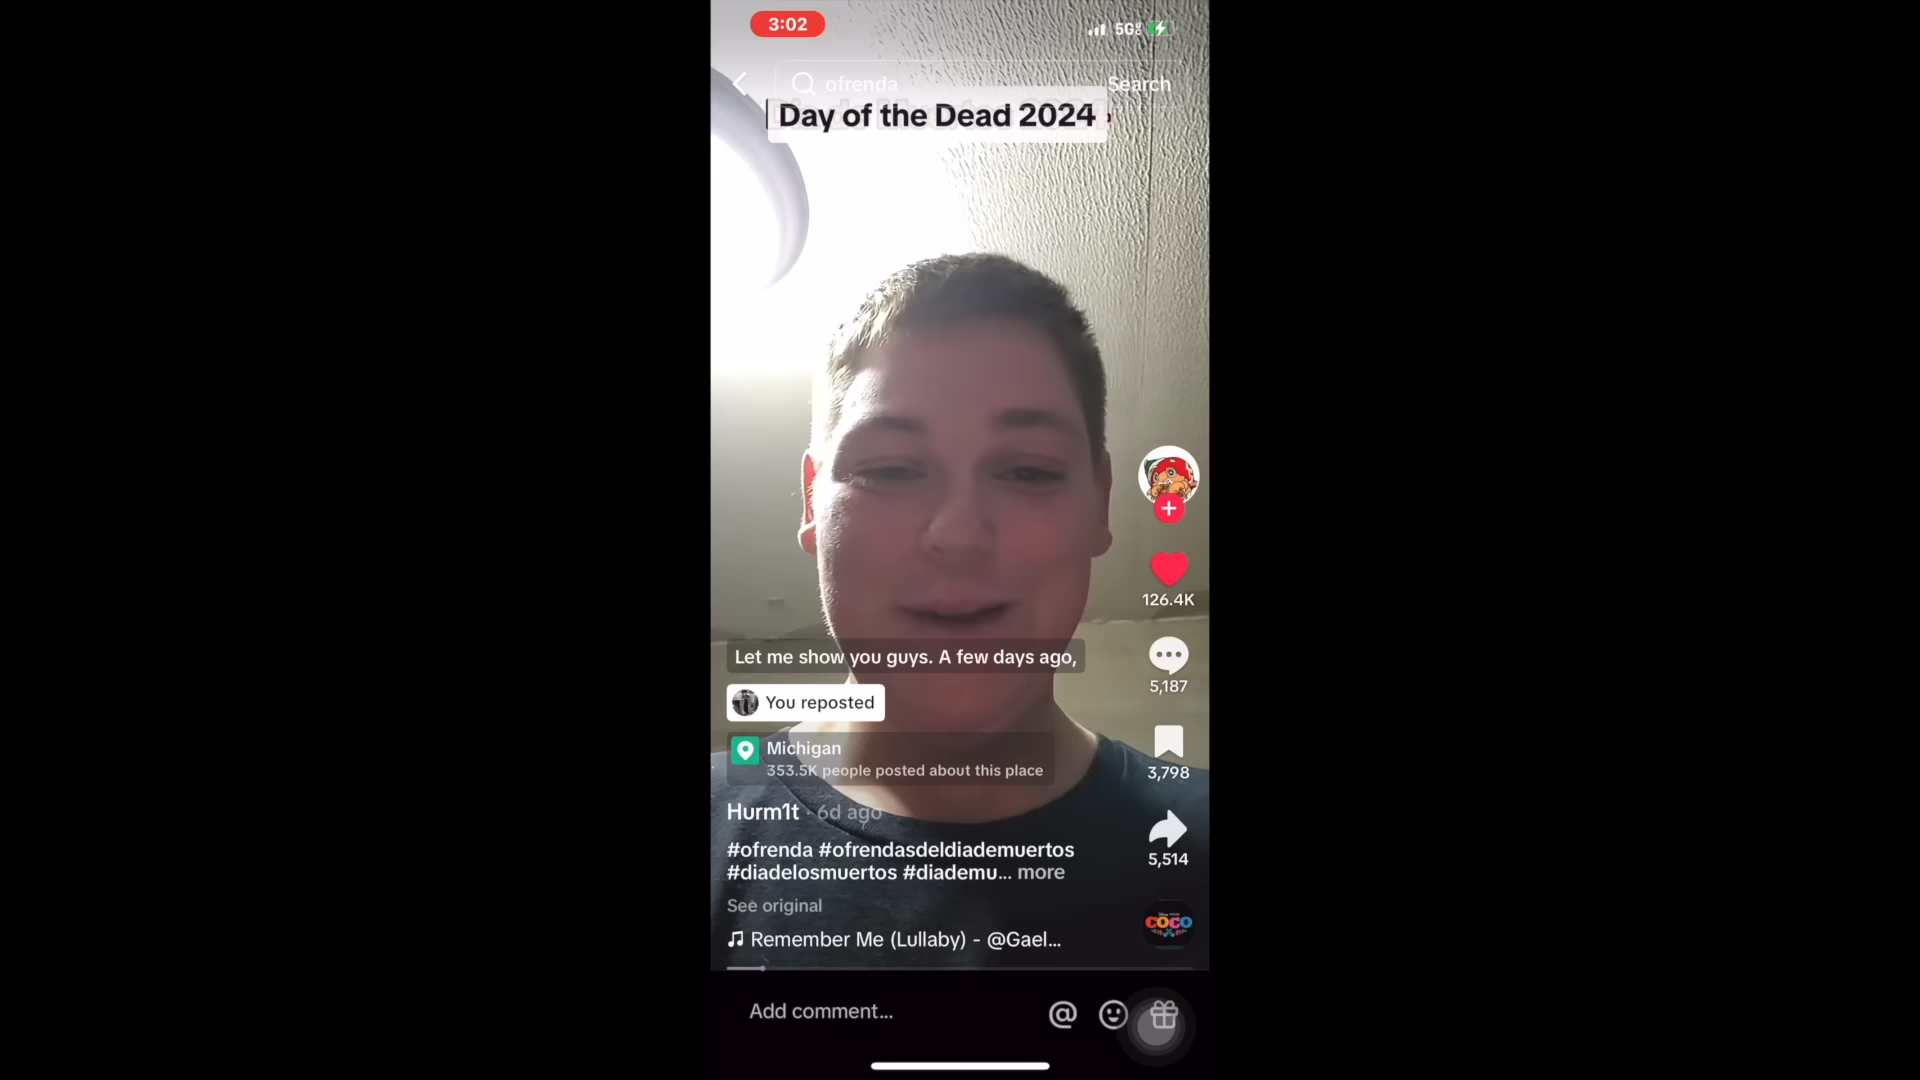 3:02
5G
ofrenda
Search
Day of the Dead 2024
126.4K
Let me show you guys. A few days ago,
5,187
You reposted
Michigan
353.5K people posted about this place
3,798
Hurm1t · 6d ago
5,514
#ofrenda #ofrendasdeldiademuertos
#diadelosmuertos #diademu... more
See original
COCO
Remember Me (Lullaby) - @Gael...
Add comment...